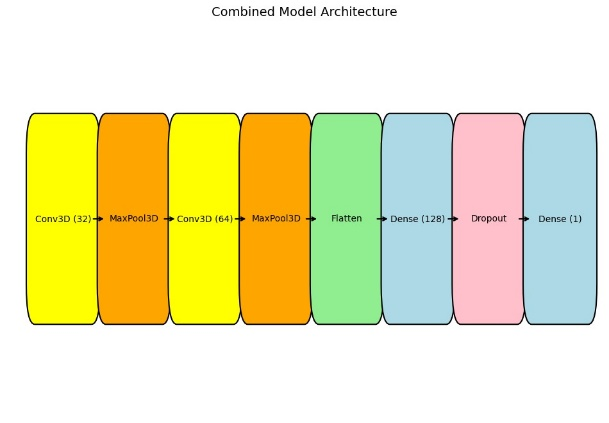 Combined Model Architecture
Conv3D (32)
MaxPool3D
Conv3D (64)
MaxPool3D
Flatten
Dense (128)
Dropout
Dense (1)